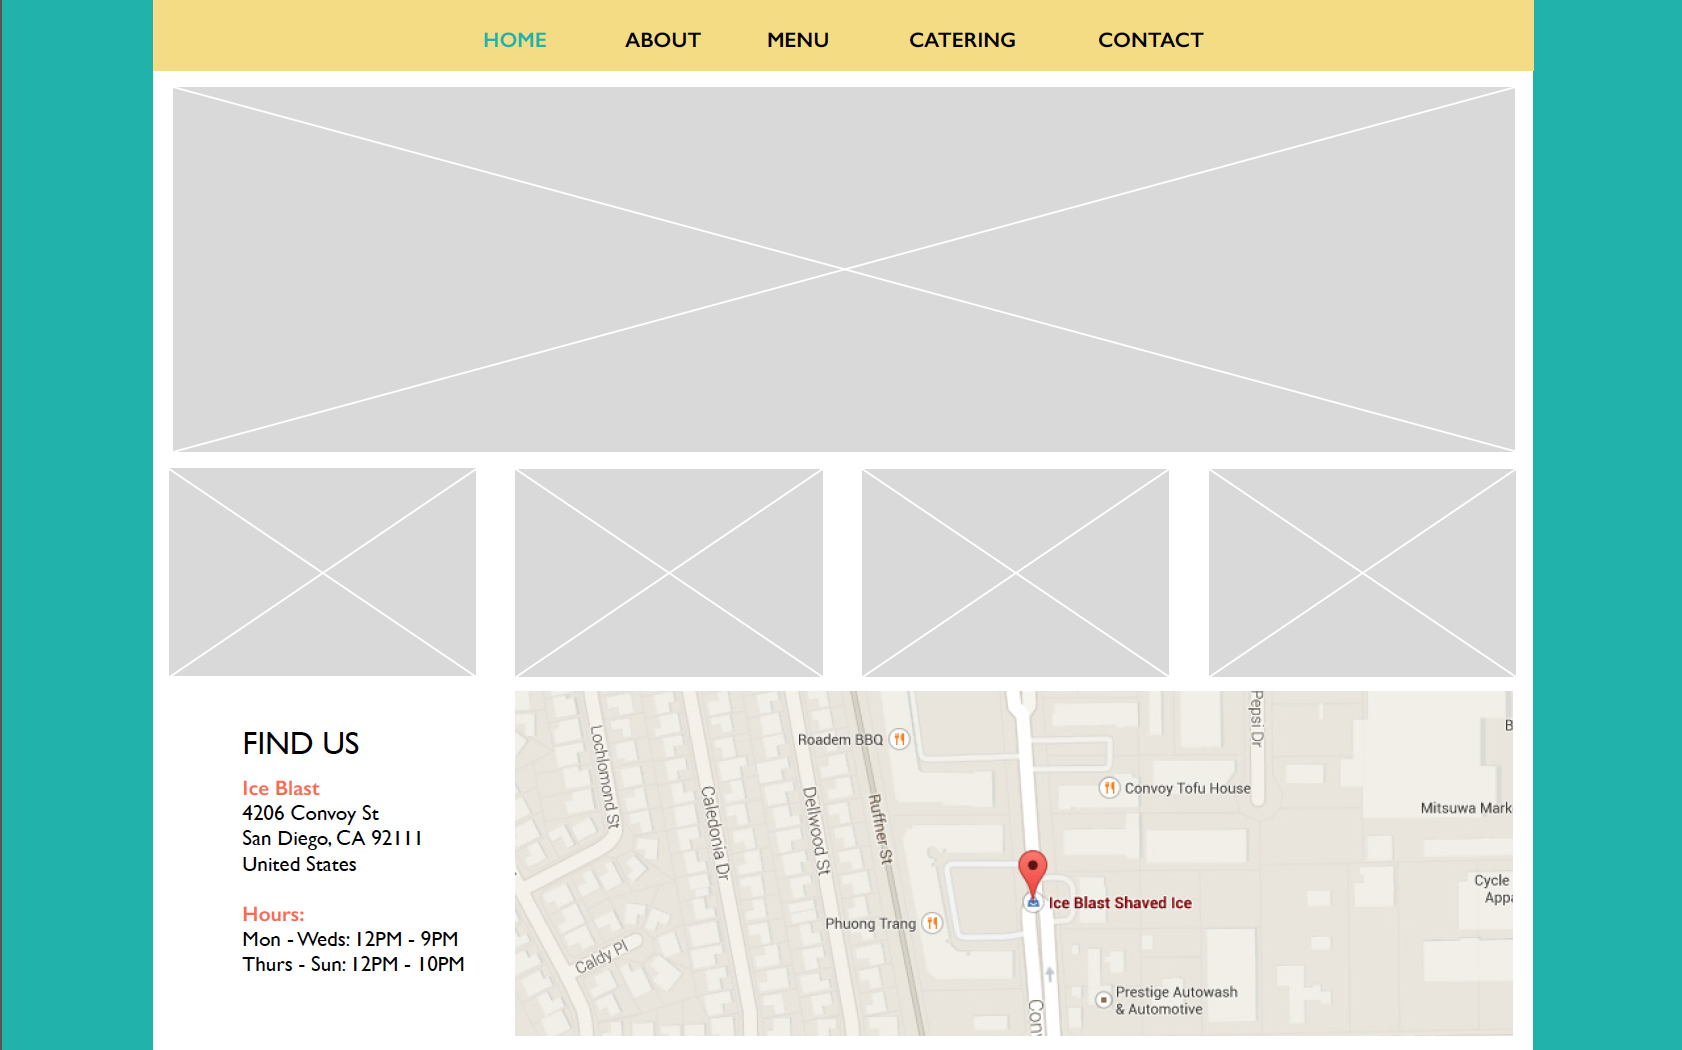 HOME ABOUT MENU CATERING CONTACT
FIND US
Ice Blast
4206 Convoy St
San Diego, CA 92111
United States
Hours:
Mon - Weds: 12PM - 9PM
Thurs - Sun: 12PM - 10PM
Lochlomond St
Caledonia Dr
Dellwood St
Ruffner St
Caldy Pl
Roadem BBQ
Phuong Trang
Pepsi Dr
Convoy Tofu House
Mitsuwa Mark
Ice Blast Shaved Ice
Cycle
Appa
Prestige Autowash
& Automotive
B